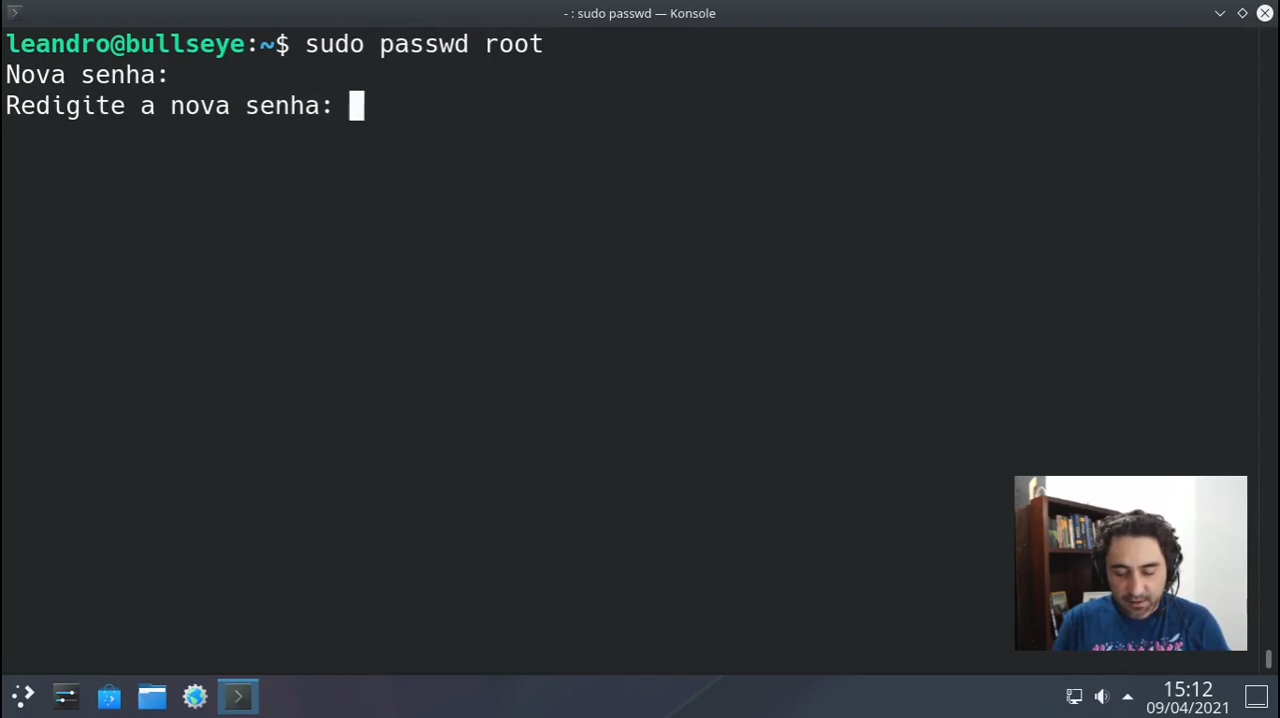 - : sudo passwd — Konsole
leandro@bullseye:~$ sudo passwd root
Nova senha:
Redigite a nova senha:
15:12
09/04/2021